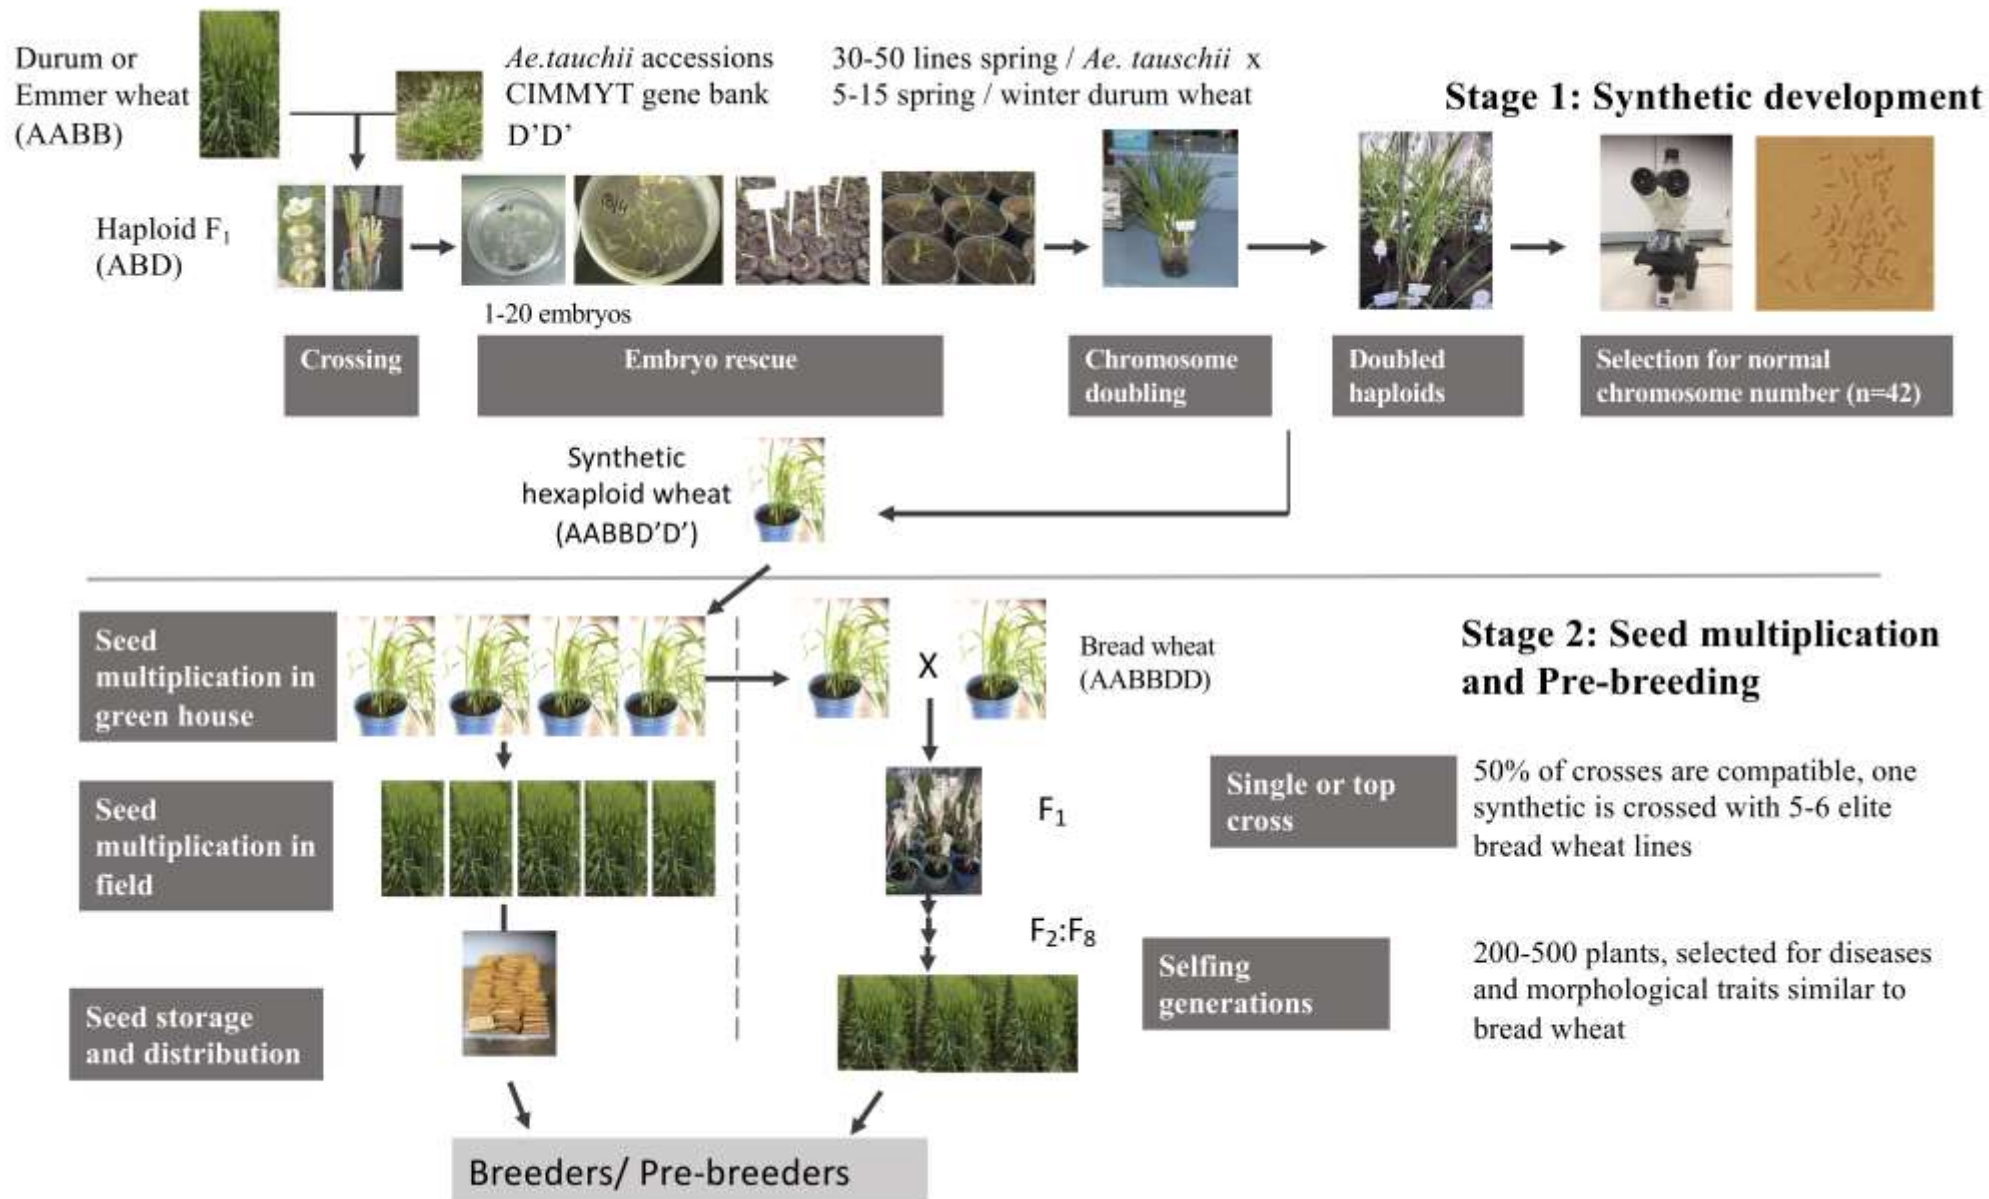 Durum or
Emmer wheat
(AABB)
Ae.tauchii accessions
CIMMYT gene bank
D’D’
30-50 lines spring / Ae. tauschii x
5-15 spring / winter durum wheat
Stage 1: Synthetic development
Haploid F₁
(ABD)
18/4
1-20 embryos
Crossing
Embryo rescue
Chromosome
doubling
Doubled
haploids
Selection for normal
chromosome number (n=42)
Synthetic
hexaploid wheat
(AABBD’D’)
Seed
multiplication in
green house
X
Bread wheat
(AABBDD)
Stage 2: Seed multiplication
and Pre-breeding
Seed
multiplication in
field
F₁
Single or top
cross
50% of crosses are compatible, one
synthetic is crossed with 5-6 elite
bread wheat lines
F₂:F₈
Selfing
generations
200-500 plants, selected for diseases
and morphological traits similar to
bread wheat
Seed storage
and distribution
Breeders/ Pre-breeders